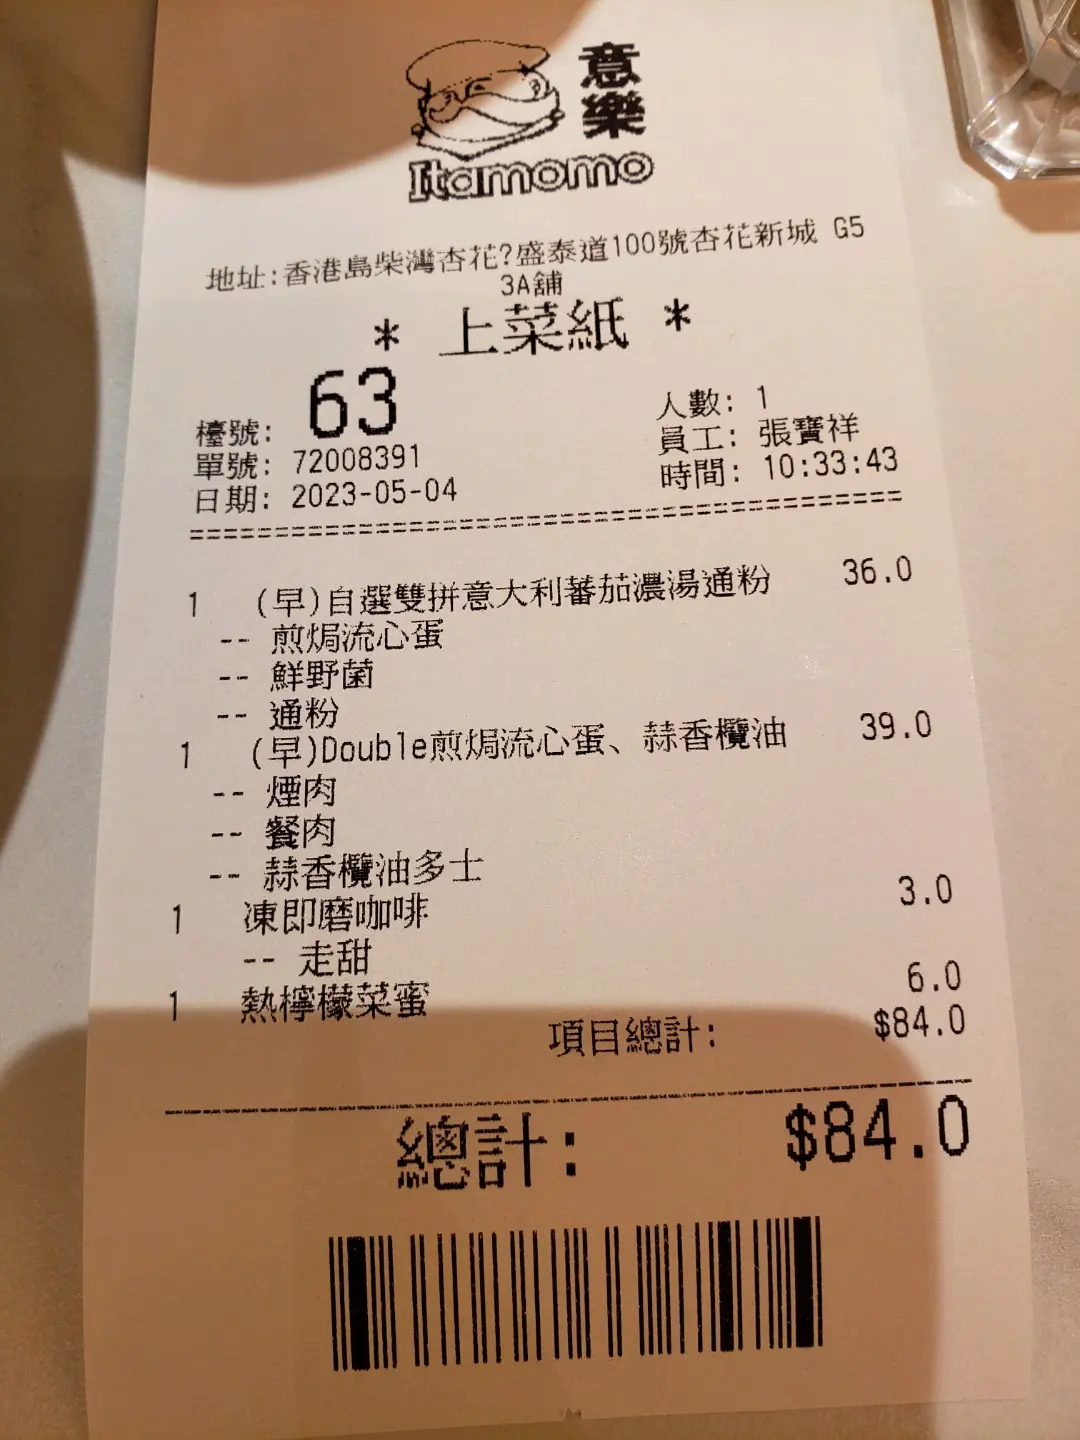 意樂
Itamomo
地址:香港島柴灣杏花?盛泰道100號杏花新城 G5
3A舖
* 上菜紙 *
檯號: 63 人數: 1
單號: 72008391 員工: 張寶祥
日期: 2023-05-04 時間: 10:33:43
1 (早)自選雙拼意大利蕃茄濃湯通粉 36.0
-- 煎焗流心蛋
-- 鮮野菌
-- 通粉
1 (早)Double煎焗流心蛋、蒜香欖油 39.0
-- 煙肉
-- 餐肉
-- 蒜香欖油多士
1 凍即磨咖啡 3.0
-- 走甜
1 熱檸檬菜蜜 6.0
項目總計: $84.0
總計: $84.0